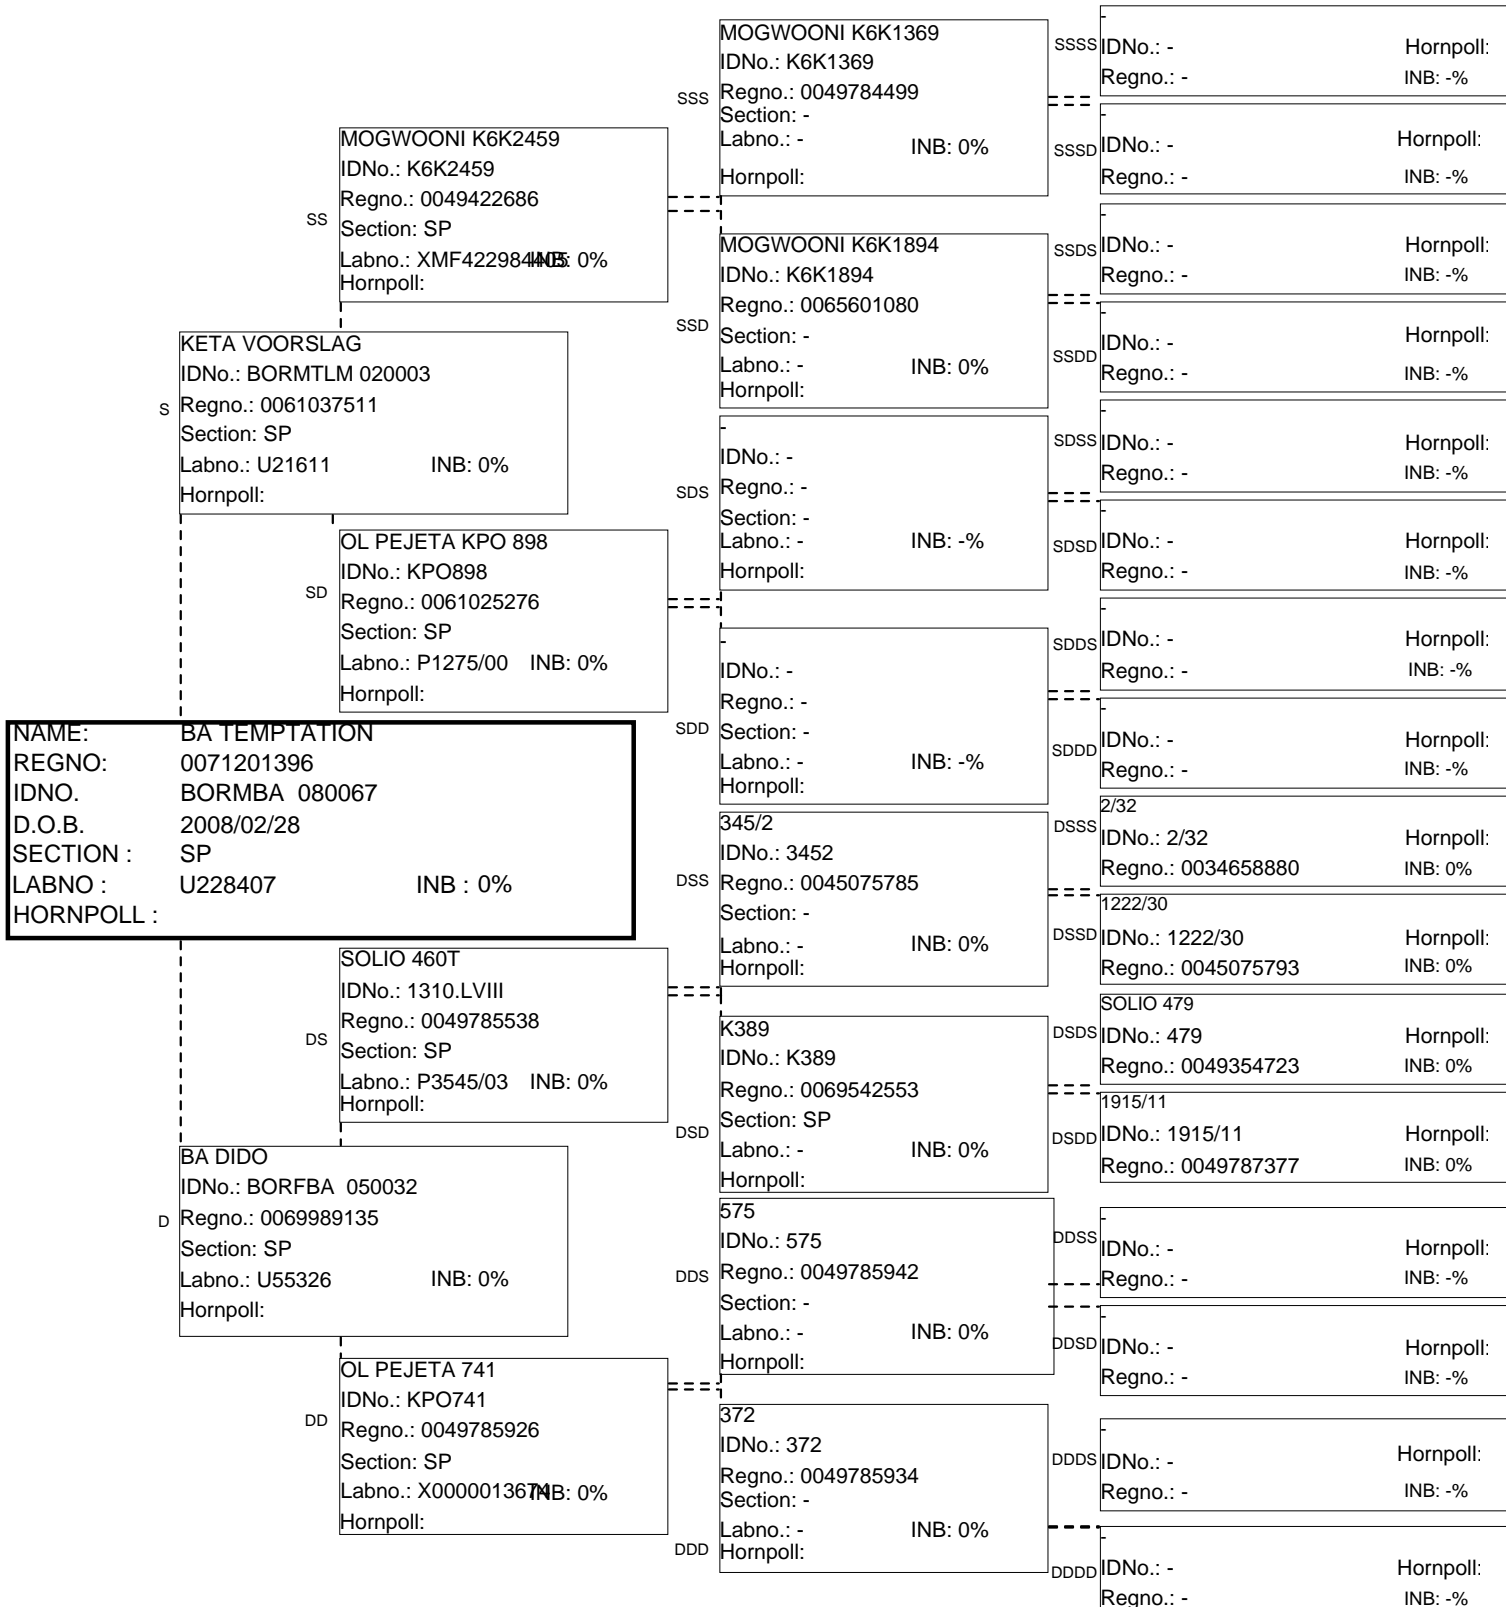 MOGWOONI K6K1369
SSS
IDNo.: K6K1369
Regno.: 0049784499
Section: -
Labno.: - INB: 0%
Hornpoll:
MOGWOONI K6K2459
SS
IDNo.: K6K2459
Regno.: 0049422686
Section: SP
Labno.: XMF422984405 INB: 0%
Hornpoll:
MOGWOONI K6K1894
SSD
IDNo.: K6K1894
Regno.: 0065601080
Section: -
Labno.: - INB: 0%
Hornpoll:
KETA VOORSLAG
IDNo.: BORMTLM 020003
S Regno.: 0061037511
Section: SP
Labno.: U21611 INB: 0%
Hornpoll:
-
IDNo.: -
SDS Regno.: -
Section: -
Labno.: - INB: -%
Hornpoll:
OL PEJETA KPO 898
IDNo.: KPO898
SD Regno.: 0061025276
Section: SP
Labno.: P1275/00 INB: 0%
Hornpoll:
-
IDNo.: -
Regno.: -
SDD Section: -
Labno.: - INB: -%
Hornpoll:
NAME: BA TEMPTATION
REGNO: 0071201396
IDNO. BORMBA 080067
D.O.B. 2008/02/28
SECTION : SP
LABNO : U228407 INB : 0%
HORNPOLL :
345/2
IDNo.: 3452
DSS Regno.: 0045075785
Section: -
Labno.: - INB: 0%
Hornpoll:
SOLIO 460T
IDNo.: 1310.LVIII
Regno.: 0049785538
DS Section: SP
Labno.: P3545/03 INB: 0%
Hornpoll:
K389
IDNo.: K389
Regno.: 0069542553
Section: SP
DSD Labno.: - INB: 0%
Hornpoll:
BA DIDO
IDNo.: BORFBA 050032
D Regno.: 0069989135
Section: SP
Labno.: U55326 INB: 0%
Hornpoll:
575
IDNo.: 575
DDS Regno.: 0049785942
Section: -
Labno.: - INB: 0%
Hornpoll:
OL PEJETA 741
IDNo.: KPO741
DD Regno.: 0049785926
Section: SP
Labno.: X00000013674 INB: 0%
Hornpoll:
372
IDNo.: 372
Regno.: 0049785934
Section: -
Labno.: - INB: 0%
DDD Hornpoll:
-
SSSS IDNo.: - Hornpoll:
Regno.: - INB: -%
-
SSSD IDNo.: - Hornpoll:
Regno.: - INB: -%
-
SSDS IDNo.: - Hornpoll:
Regno.: - INB: -%
-
SSDD IDNo.: - Hornpoll:
Regno.: - INB: -%
-
SDSS IDNo.: - Hornpoll:
Regno.: - INB: -%
-
SDSD IDNo.: - Hornpoll:
Regno.: - INB: -%
-
SDDS IDNo.: - Hornpoll:
Regno.: - INB: -%
-
SDDD IDNo.: - Hornpoll:
Regno.: - INB: -%
2/32
DSSS IDNo.: 2/32 Hornpoll:
Regno.: 0034658880 INB: 0%
1222/30
DSSD IDNo.: 1222/30 Hornpoll:
Regno.: 0045075793 INB: 0%
SOLIO 479
DSDS IDNo.: 479 Hornpoll:
Regno.: 0049354723 INB: 0%
1915/11
DSDD IDNo.: 1915/11 Hornpoll:
Regno.: 0049787377 INB: 0%
-
DDSS IDNo.: - Hornpoll:
Regno.: - INB: -%
-
DDSD IDNo.: - Hornpoll:
Regno.: - INB: -%
-
DDDS IDNo.: - Hornpoll:
Regno.: - INB: -%
-
DDDD IDNo.: - Hornpoll:
Regno.: - INB: -%